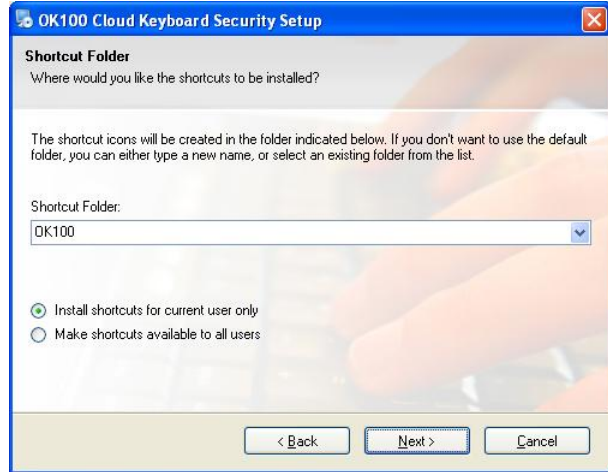 OK100 Cloud Keyboard Security Setup
Shortcut Folder
Where would you like the shortcuts to be installed?
The shortcut icons will be created in the folder indicated below. If you don't want to use the default
folder, you can either type a new name, or select an existing folder from the list.
Shortcut Folder:
OK100
Install shortcuts for current user only
Make shortcuts available to all users
< Back Next > Cancel